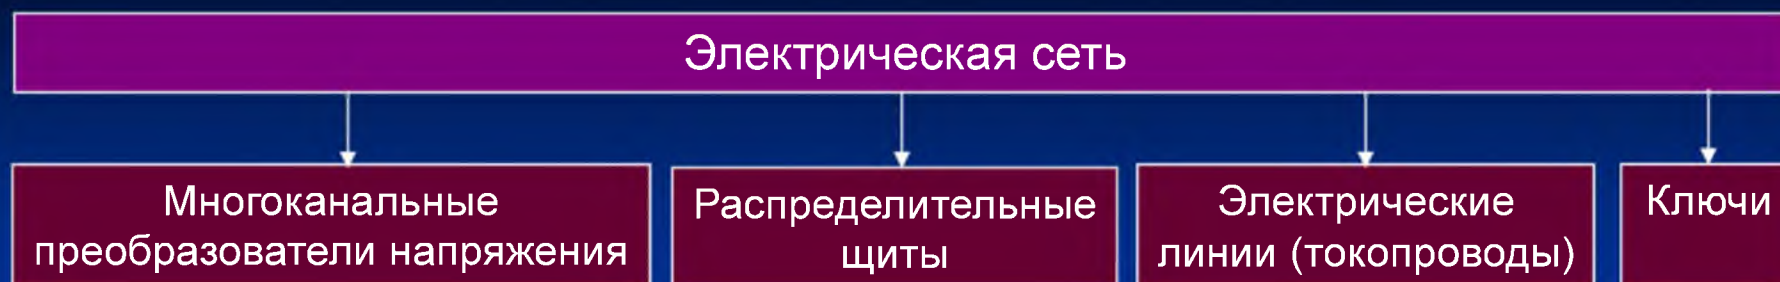 Электрическая сеть
Многоканальные
преобразователи напряжения
Распределительные
щиты
Электрические
линии (токопроводы)
Ключи